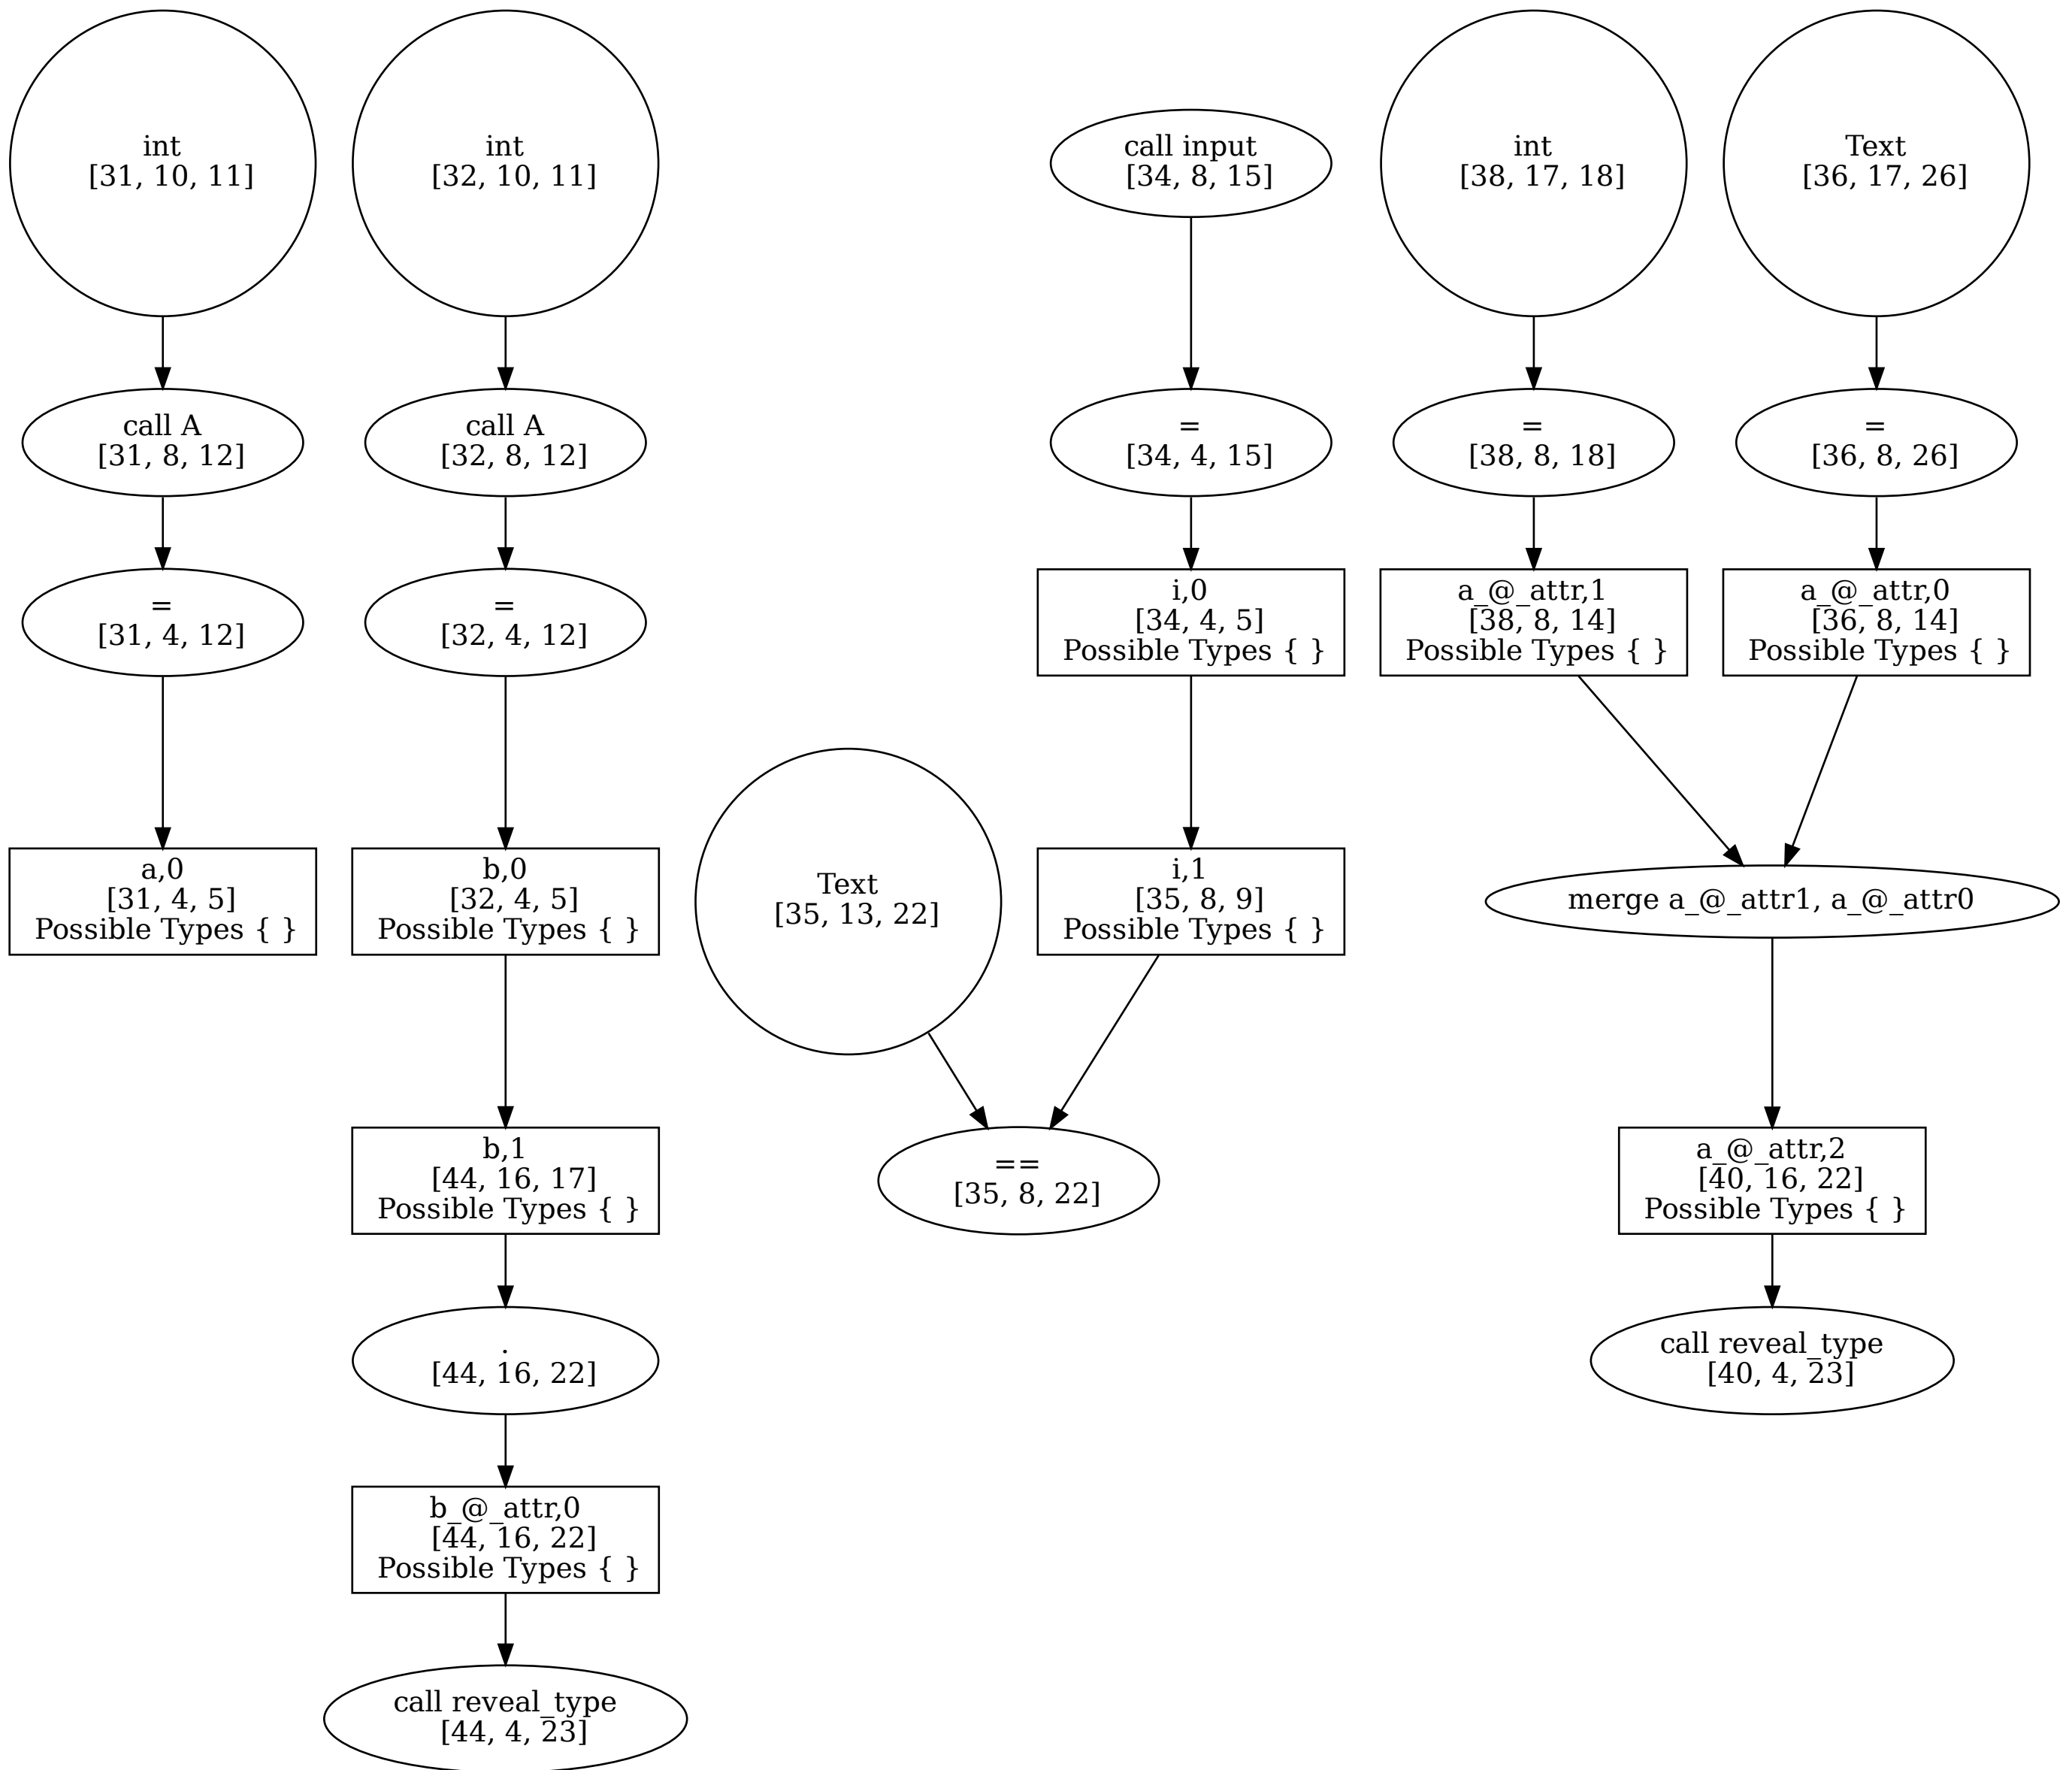 int
[31, 10, 11]
call A
[31, 8, 12]
=
[31, 4, 12]
a,0
[31, 4, 5]
Possible Types { }
int
[32, 10, 11]
call A
[32, 8, 12]
=
[32, 4, 12]
b,0
[32, 4, 5]
Possible Types { }
b,1
[44, 16, 17]
Possible Types { }
.
[44, 16, 22]
b_@_attr,0
[44, 16, 22]
Possible Types { }
call reveal_type
[44, 4, 23]
Text
[35, 13, 22]
call input
[34, 8, 15]
=
[34, 4, 15]
i,0
[34, 4, 5]
Possible Types { }
i,1
[35, 8, 9]
Possible Types { }
==
[35, 8, 22]
int
[38, 17, 18]
=
[38, 8, 18]
a_@_attr,1
[38, 8, 14]
Possible Types { }
Text
[36, 17, 26]
=
[36, 8, 26]
a_@_attr,0
[36, 8, 14]
Possible Types { }
merge a_@_attr1, a_@_attr0
a_@_attr,2
[40, 16, 22]
Possible Types { }
call reveal_type
[40, 4, 23]